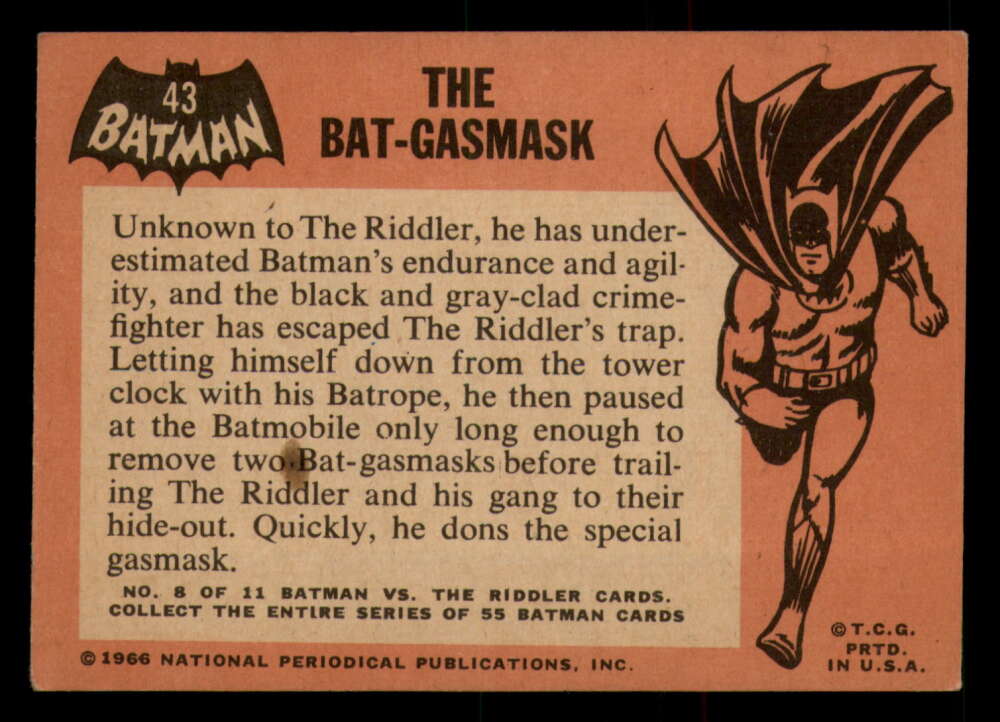 43
BATMAN
THE
BAT-GASMASK
Unknown to The Riddler, he has under-
estimated Batman's endurance and agil-
ity, and the black and gray-clad crime-
fighter has escaped The Riddler's trap.
Letting himself down from the tower
clock with his Batrope, he then paused
at the Batmobile only long enough to
remove two Bat-gasmasks before trail-
ing The Riddler and his gang to their
hide-out. Quickly, he dons the special
gasmask.
NO. 8 OF 11 BATMAN VS. THE RIDDLER CARDS.
COLLECT THE ENTIRE SERIES OF 55 BATMAN CARDS
© 1966 NATIONAL PERIODICAL PUBLICATIONS, INC.
© T.C.G.
PRTD.
IN U.S.A.